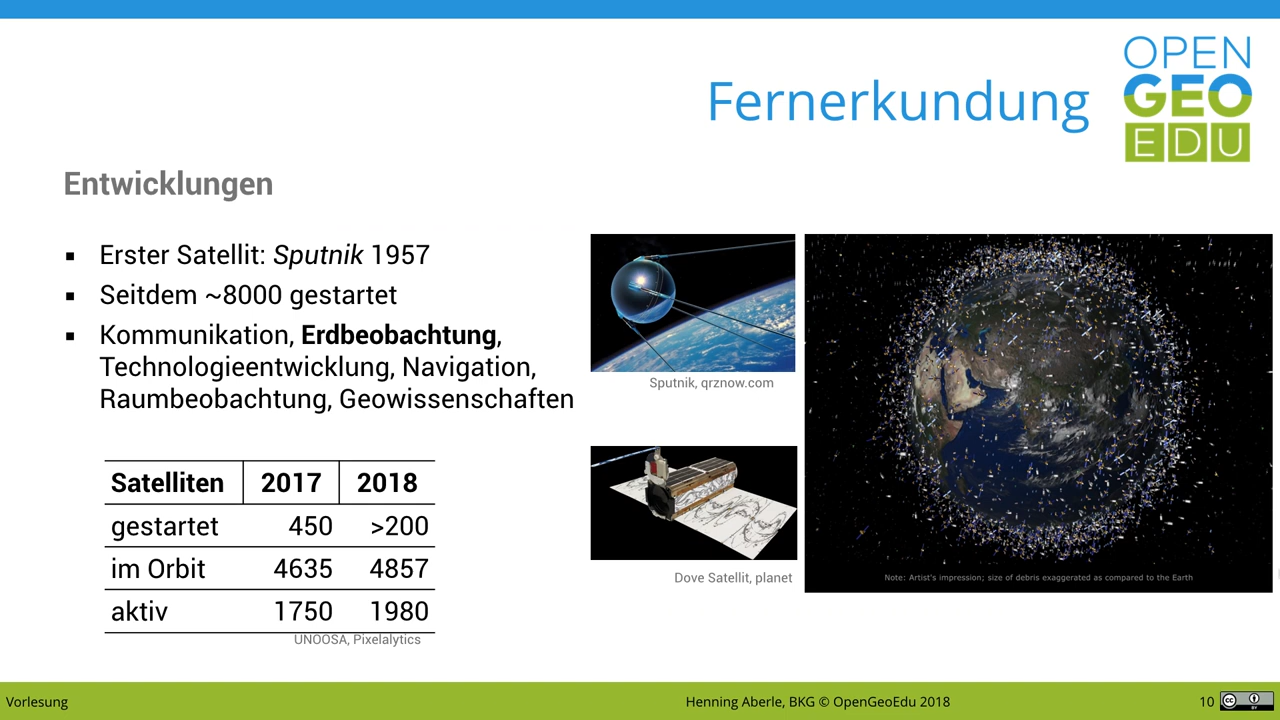 OPEN
GEO
EDU
Fernerkundung
Entwicklungen
▪ Erster Satellit: Sputnik 1957
▪ Seitdem ~8000 gestartet
▪ Kommunikation, Erdbeobachtung,
Technologieentwicklung, Navigation,
Raumbeobachtung, Geowissenschaften
Satelliten 2017 2018
gestartet 450 >200
im Orbit 4635 4857
aktiv 1750 1980
UNOOSA, Pixelalytics
Sputnik, qrznow.com
Dove Satellit, planet
Note: Artist's impression; size of debris exaggerated as compared to the Earth
Vorlesung
Henning Aberle, BKG © OpenGeoEdu 2018
10
cc
BY